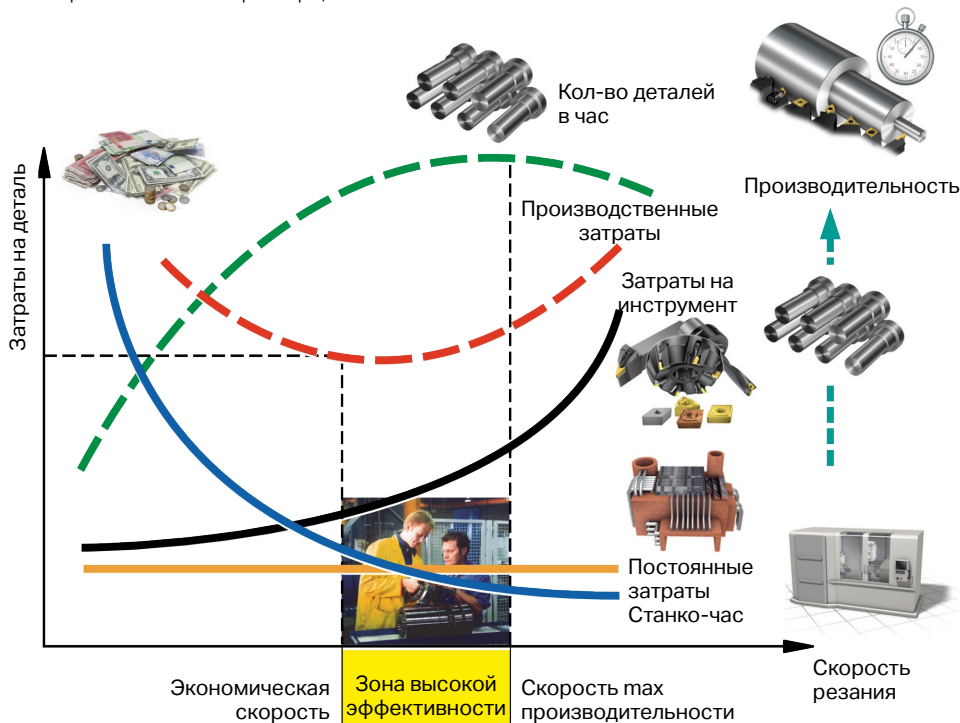 Кол-во деталей
в час
Производительность
Производственные
затраты
Затраты на
инструмент
Затраты на деталь
Постоянные
затраты
Станко-час
Скорость
резания
Экономическая
скорость
Зона высокой
эффективности
Скорость max
производительности